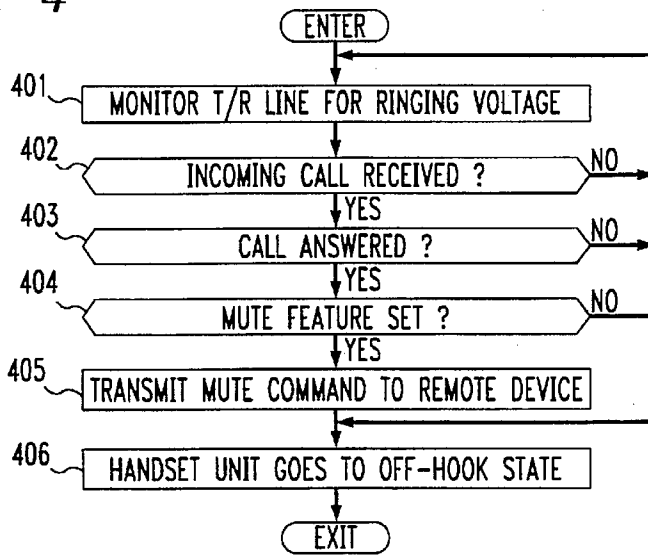 4
ENTER
401
MONITOR T/R LINE FOR RINGING VOLTAGE
402
INCOMING CALL RECEIVED ?
NO
YES
403
CALL ANSWERED ?
NO
YES
404
MUTE FEATURE SET ?
NO
YES
405
TRANSMIT MUTE COMMAND TO REMOTE DEVICE
406
HANDSET UNIT GOES TO OFF-HOOK STATE
EXIT